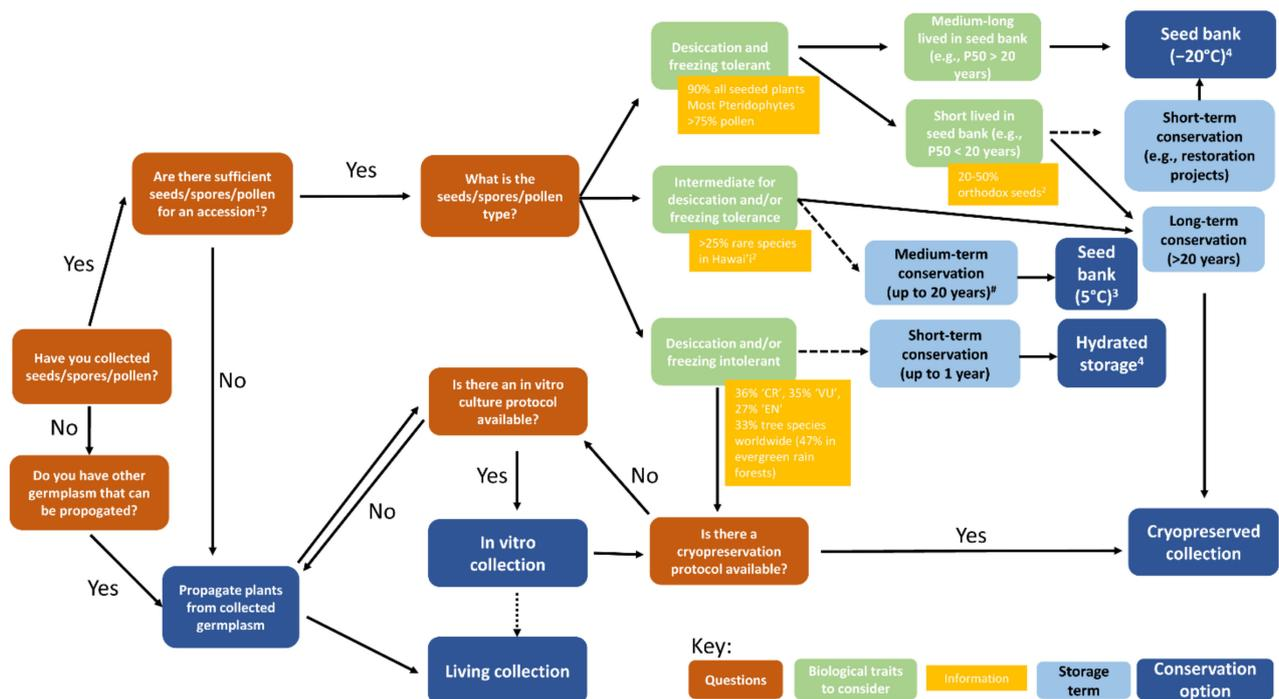 Desiccation and
freezing tolerant
90% all seeded plants
Most Pteridophytes
>75% pollen
Medium-long
lived in seed bank
(e.g., P50 > 20
years)
Seed bank
(−20°C)⁴
Short lived in
seed bank (e.g.,
P50 < 20 years)
20-50%
orthodox seeds²
Short-term
conservation
(e.g., restoration
projects)
Are there sufficient
seeds/spores/pollen
for an accession¹?
Yes
What is the
seeds/spores/pollen
type?
Intermediate for
desiccation and/or
freezing tolerance
>25% rare species
in Hawai'i²
Long-term
conservation
(>20 years)
Medium-term
conservation
(up to 20 years)#
Seed
bank
(5°C)³
Yes
Have you collected
seeds/spores/pollen?
No
No
Desiccation and/or
freezing intolerant
36% 'CR', 35% 'VU',
27% 'EN'
33% tree species
worldwide (47% in
evergreen rain
forests)
Short-term
conservation
(up to 1 year)
Hydrated
storage⁴
Is there an in vitro
culture protocol
available?
Do you have other
germplasm that can
be propogated?
Yes
No
Yes
No
In vitro
collection
Is there a
cryopreservation
protocol available?
Yes
Cryopreserved
collection
Propagate plants
from collected
germplasm
Living collection
Key:
Questions
Biological traits
to consider
Information
Storage
term
Conservation
option